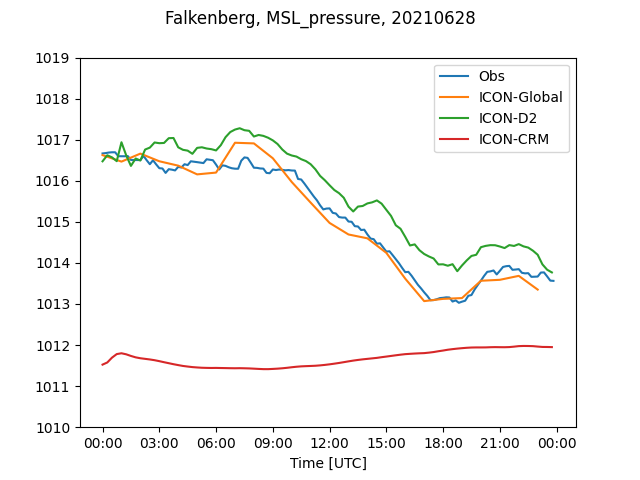 Falkenberg, MSL_pressure, 20210628
1019
1018
1017
1016
1015
1014
1013
1012
1011
1010
Obs
ICON-Global
ICON-D2
ICON-CRM
00:00 03:00 06:00 09:00 12:00 15:00 18:00 21:00 00:00
Time [UTC]